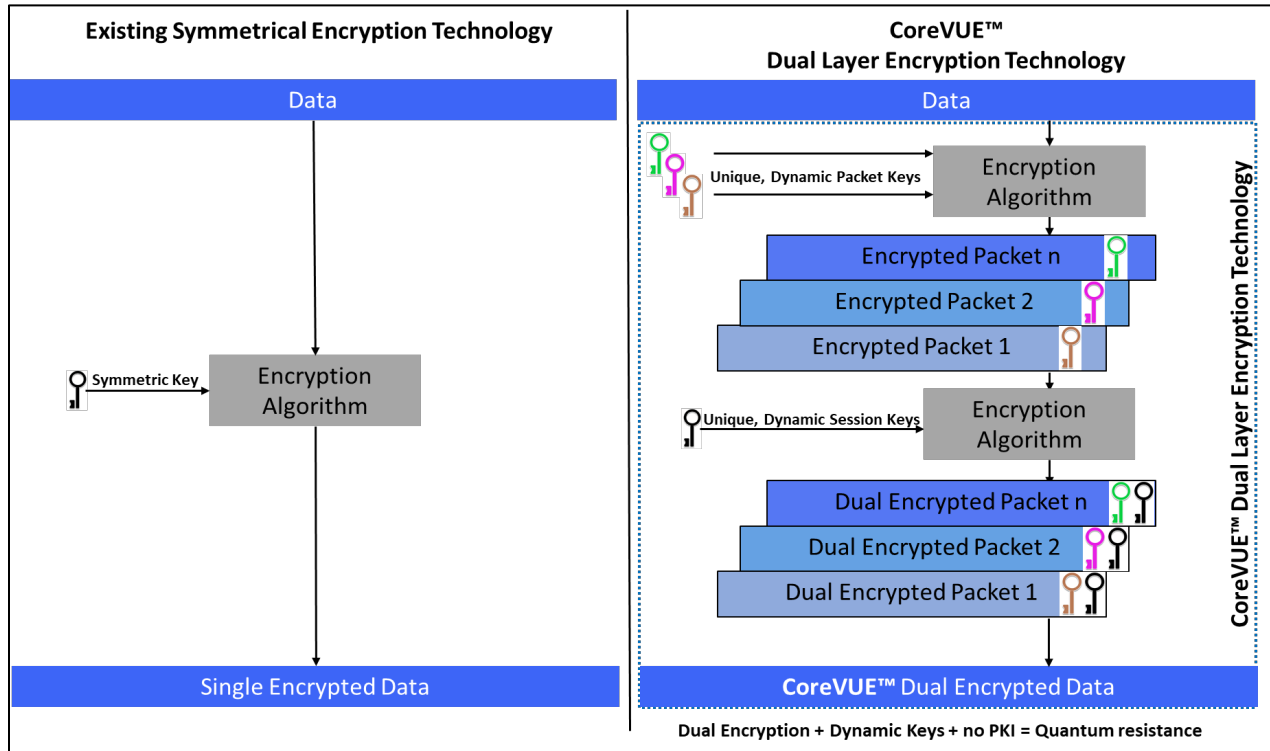 Existing Symmetrical Encryption Technology
Data
Symmetric Key
Encryption
Algorithm
Single Encrypted Data
CoreVUE™
Dual Layer Encryption Technology
Data
Unique, Dynamic Packet Keys
Encryption
Algorithm
Encrypted Packet n
Encrypted Packet 2
Encrypted Packet 1
Unique, Dynamic Session Keys
Encryption
Algorithm
Dual Encrypted Packet n
Dual Encrypted Packet 2
Dual Encrypted Packet 1
CoreVUE™ Dual Encrypted Data
CoreVUE™ Dual Layer Encryption Technology
Dual Encryption + Dynamic Keys + no PKI = Quantum resistance